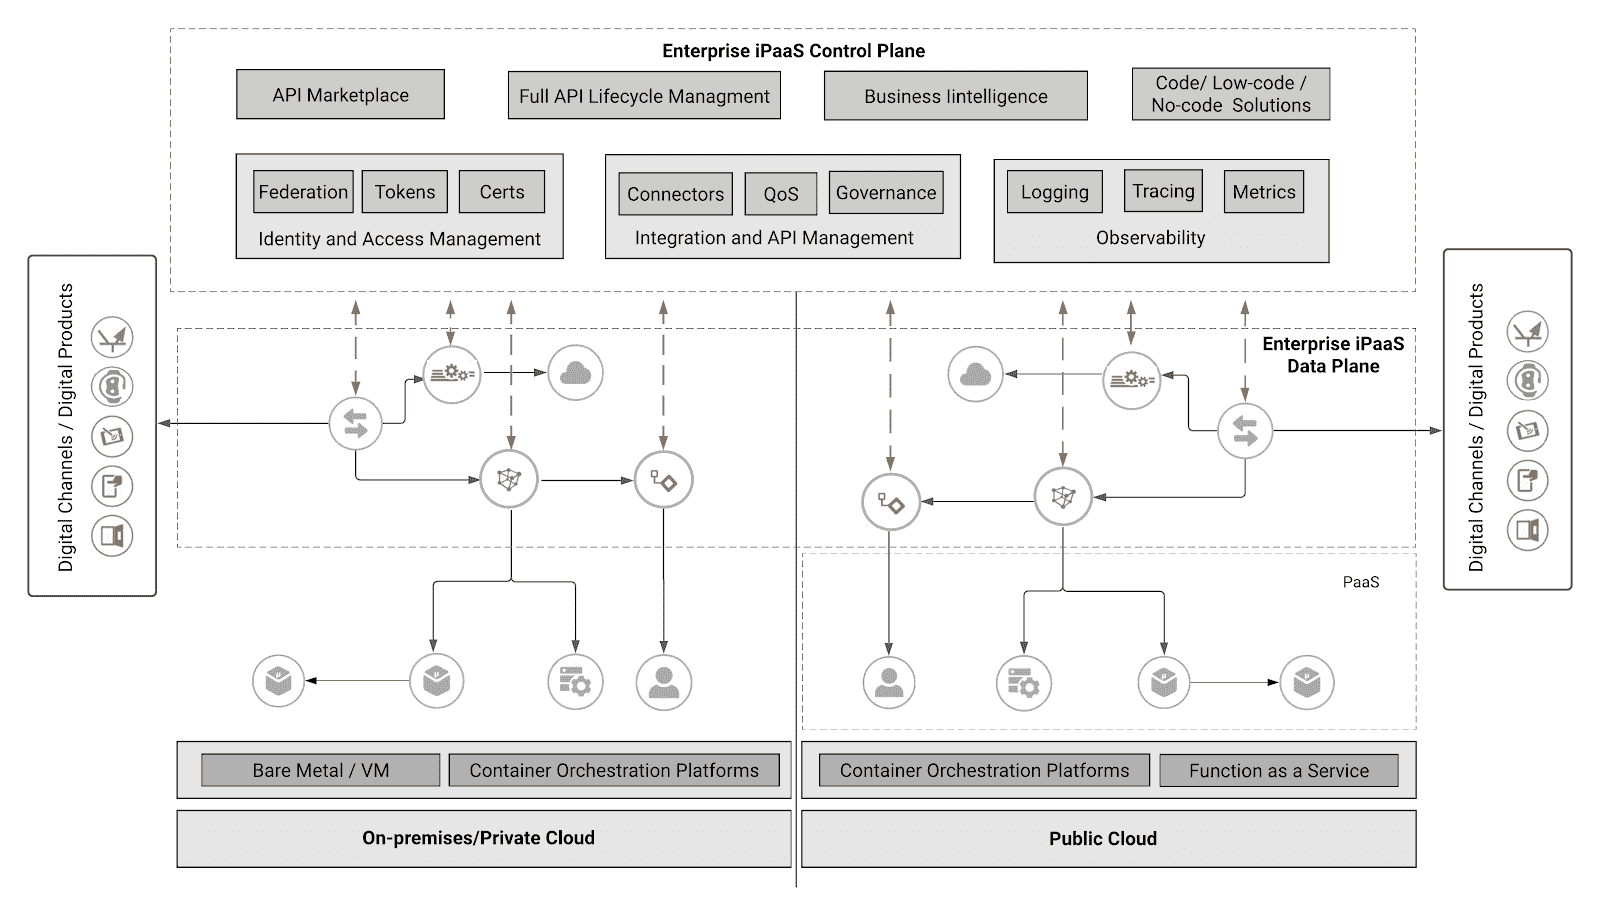 Enterprise iPaaS Control Plane
API Marketplace
Full API Lifecycle Managment
Business Iintelligence
Code/ Low-code /
No-code Solutions
Federation
Tokens
Certs
Identity and Access Management
Connectors
QoS
Governance
Integration and API Management
Logging
Tracing
Metrics
Observability
Digital Channels / Digital Products
Enterprise iPaaS
Data Plane
Digital Channels / Digital Products
PaaS
Bare Metal / VM
Container Orchestration Platforms
Container Orchestration Platforms
Function as a Service
On-premises/Private Cloud
Public Cloud